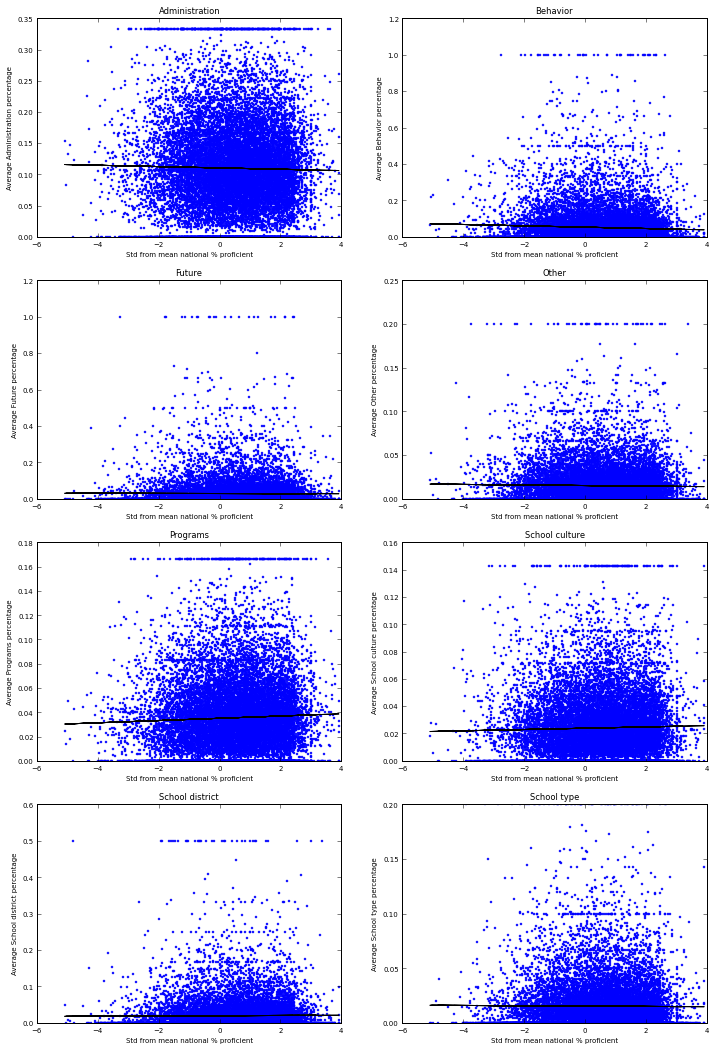 Administration
Average Administration percentage
0.35
0.30
0.25
0.20
0.15
0.10
0.05
0.00
−6 −4 −2 0 2 4
Std from mean national % proficient
Behavior
Average Behavior percentage
1.2
1.0
0.8
0.6
0.4
0.2
0.0
−6 −4 −2 0 2 4
Std from mean national % proficient
Future
Average Future percentage
1.2
1.0
0.8
0.6
0.4
0.2
0.0
−6 −4 −2 0 2 4
Std from mean national % proficient
Other
Average Other percentage
0.25
0.20
0.15
0.10
0.05
0.00
−6 −4 −2 0 2 4
Std from mean national % proficient
Programs
Average Programs percentage
0.18
0.16
0.14
0.12
0.10
0.08
0.06
0.04
0.02
0.00
−6 −4 −2 0 2 4
Std from mean national % proficient
School culture
Average School culture percentage
0.16
0.14
0.12
0.10
0.08
0.06
0.04
0.02
0.00
−6 −4 −2 0 2 4
Std from mean national % proficient
School district
Average School district percentage
0.6
0.5
0.4
0.3
0.2
0.1
0.0
−6 −4 −2 0 2 4
Std from mean national % proficient
School type
Average School type percentage
0.20
0.15
0.10
0.05
0.00
−6 −4 −2 0 2 4
Std from mean national % proficient